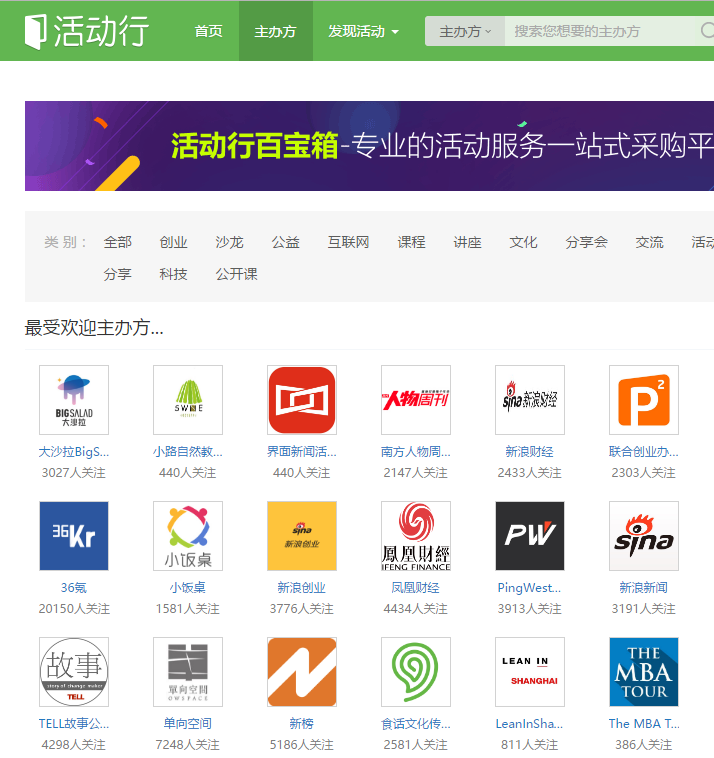 活动行 首页 主办方 发现活动 主办方 搜索您想要的主办方
活动行百宝箱-专业的活动服务一站式采购平
类别： 全部 创业 沙龙 公益 互联网 课程 讲座 文化 分享会 交流 活动
分享 科技 公开课
最受欢迎主办方...
BIGSALAD 大沙拉 人物周刊 sina新浪财经 P2
大沙拉BigS... 小路自然教... 界面新闻活... 南方人物周... 新浪财经 联合创业办...
3027人关注 440人关注 440人关注 2147人关注 2433人关注 2303人关注
36Kr 小饭桌 sina 新浪创业 鳳凰財經 IFENG FINANCE PW sina
36氪 小饭桌 新浪创业 凤凰财经 PingWest... 新浪新闻
20150人关注 1581人关注 3776人关注 4434人关注 3913人关注 3191人关注
故事 story of change maker TELL 單向空間 OWSPACE LEAN IN SHANGHAI THE MBA TOUR
TELL故事公... 单向空间 新榜 食话文化传... LeanInSha... The MBA T...
4298人关注 7248人关注 5186人关注 2581人关注 811人关注 386人关注